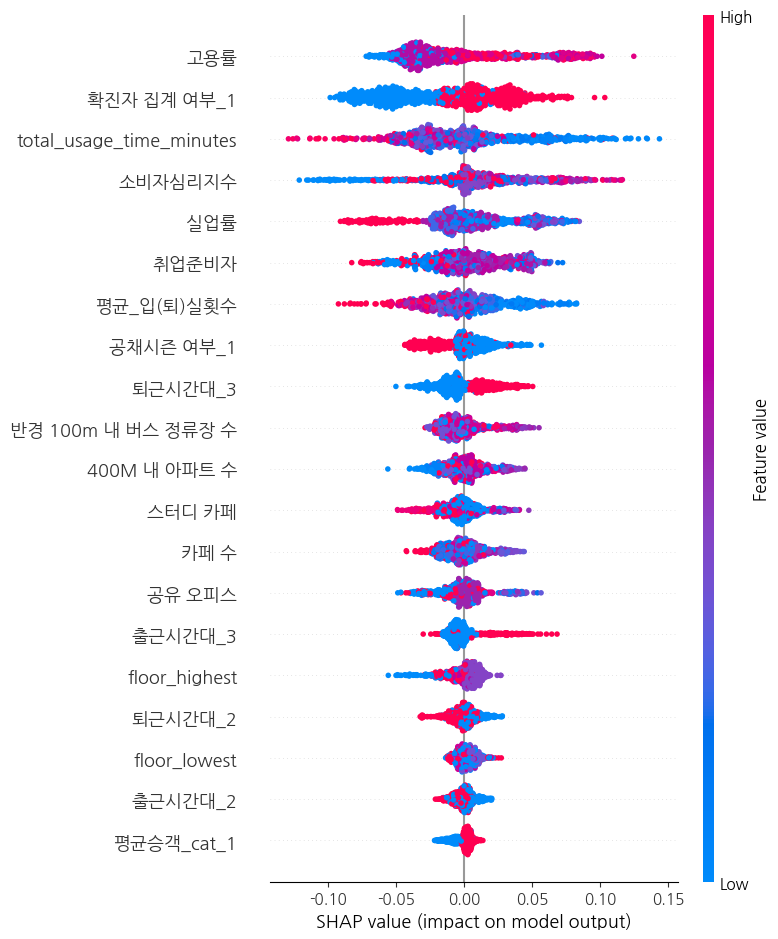 High
고용률
확진자 집계 여부_1
total_usage_time_minutes
소비자심리지수
실업률
취업준비자
평균_입(퇴)실횟수
공채시즌 여부_1
퇴근시간대_3
반경 100m 내 버스 정류장 수
400M 내 아파트 수
스터디 카페
카페 수
공유 오피스
출근시간대_3
floor_highest
퇴근시간대_2
floor_lowest
출근시간대_2
평균승객_cat_1
Feature value
Low
-0.10 -0.05 0.00 0.05 0.10 0.15
SHAP value (impact on model output)